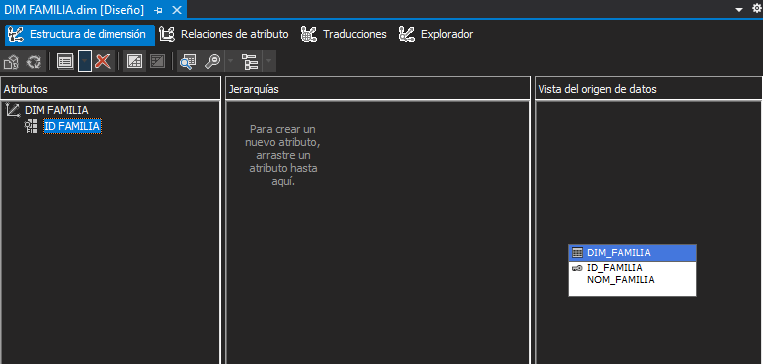 DIM FAMILIA.dim [Diseño]
Estructura de dimensión
Relaciones de atributo
Traducciones
Explorador
Atributos
Jerarquías
Vista del origen de datos
DIM FAMILIA
ID FAMILIA
Para crear un
nuevo atributo,
arrastre un
atributo hasta
aquí.
DIM_FAMILIA
ID_FAMILIA
NOM_FAMILIA